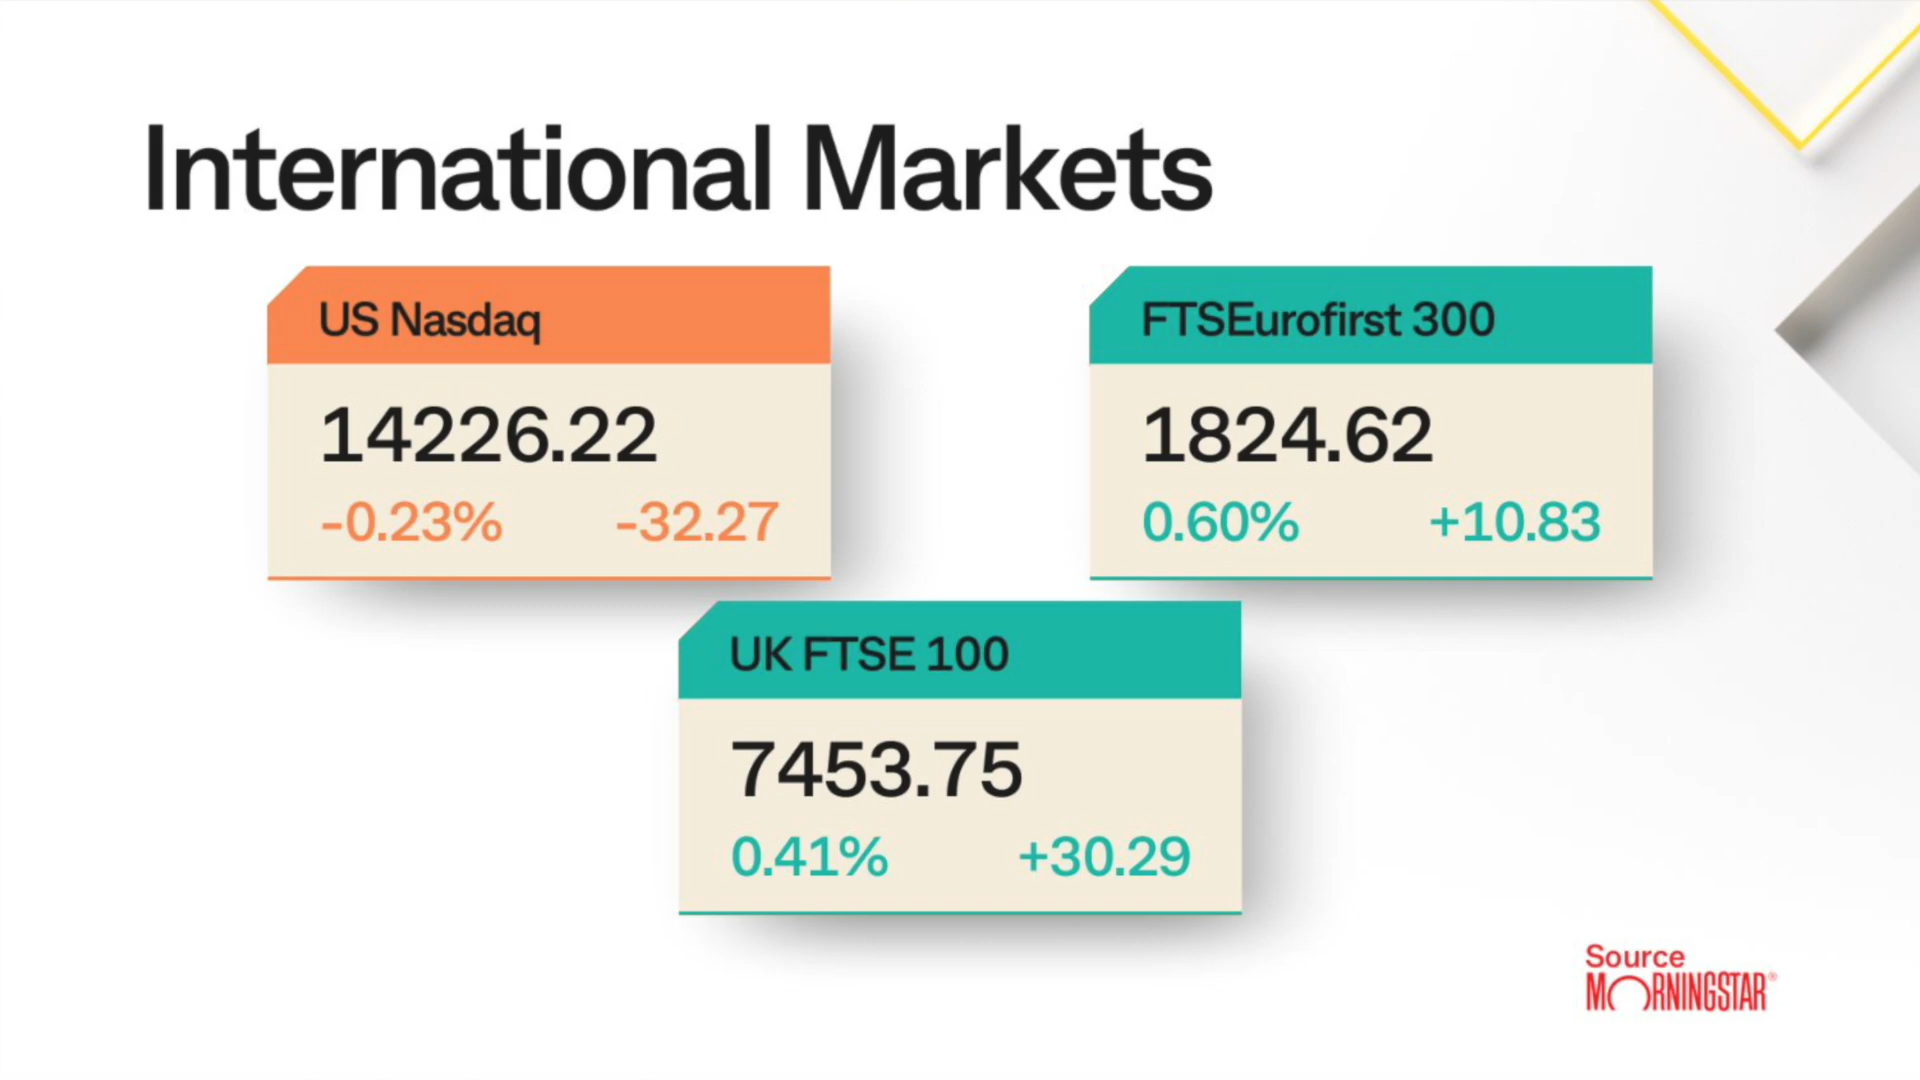 International Markets
US Nasdaq
14226.22
-0.23% -32.27
FTSEurofirst 300
1824.62
0.60% +10.83
UK FTSE 100
7453.75
0.41% +30.29
Source
MORNINGSTAR®